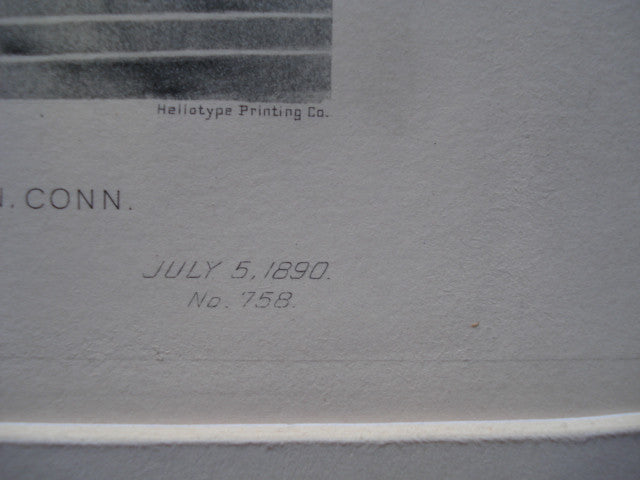 Heliotype Printing Co.
N. CONN.
JULY 5, 1890.
No. 758.